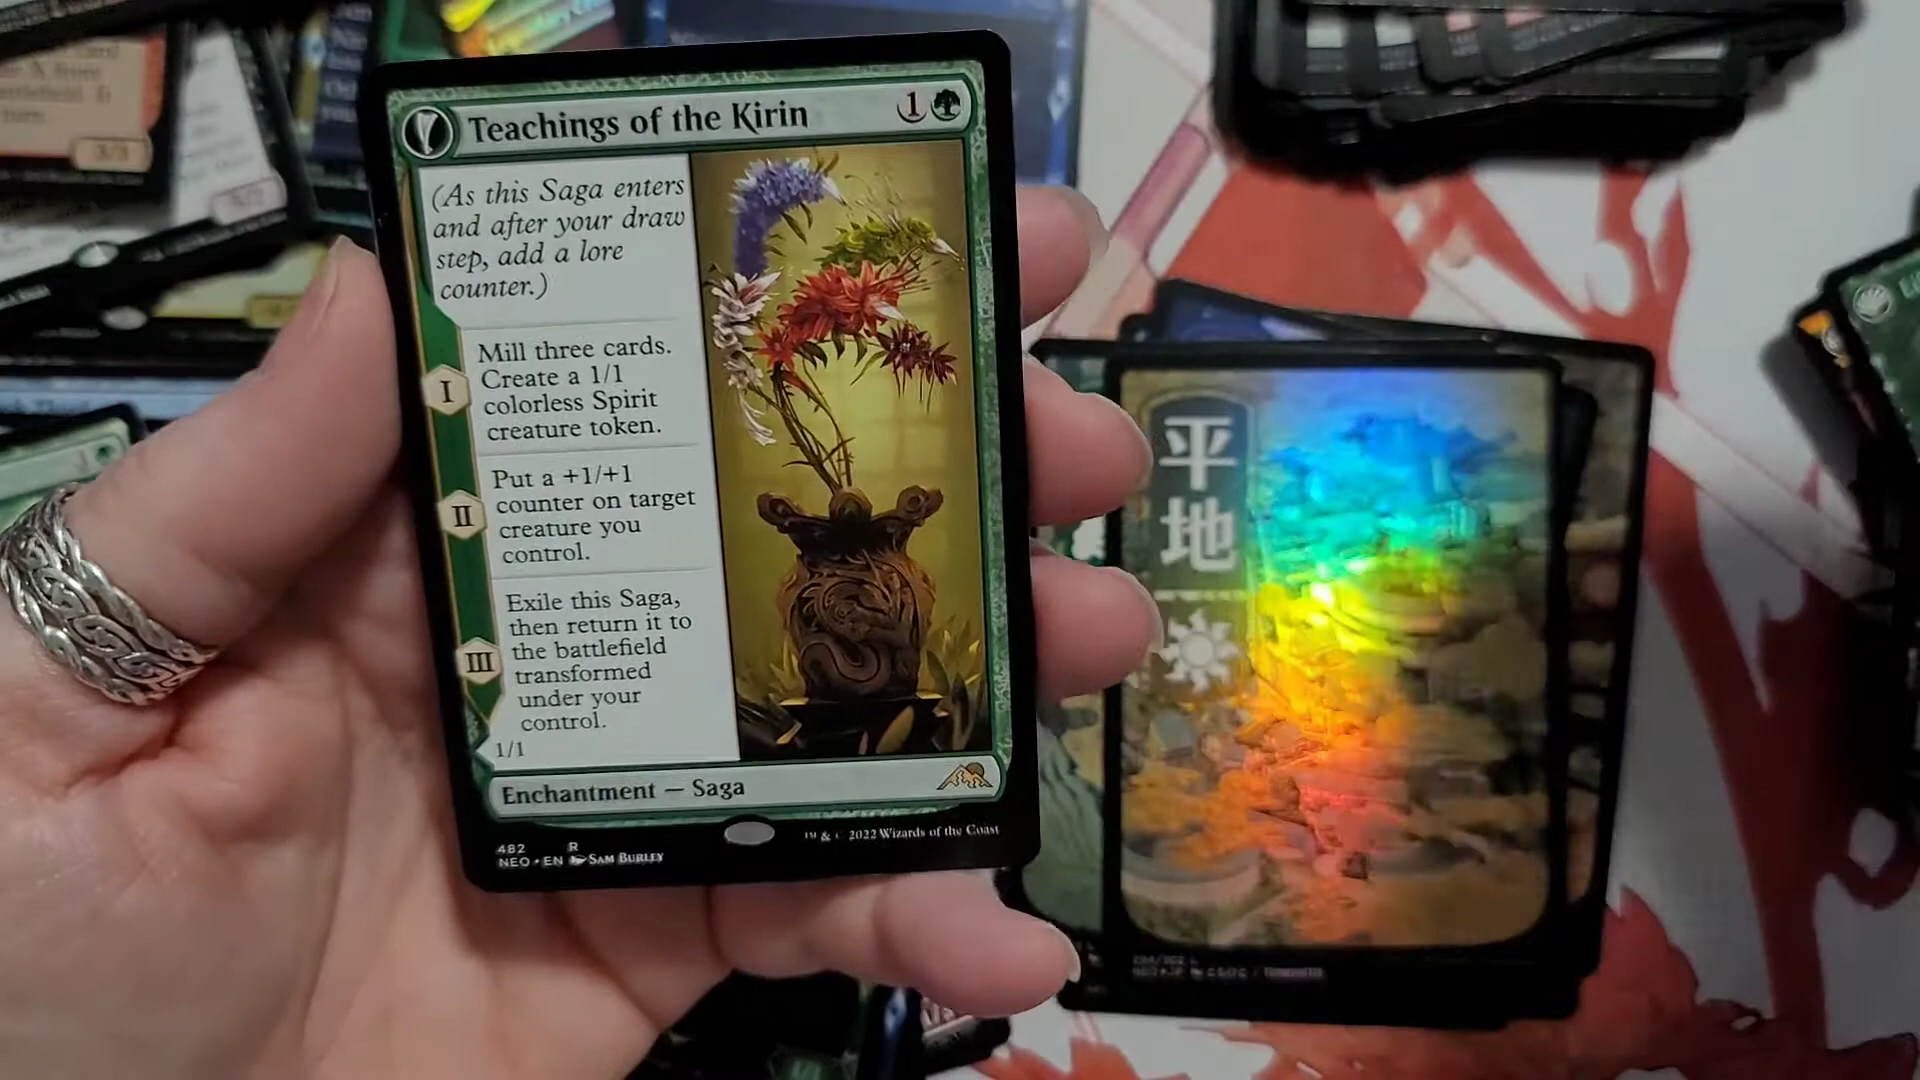 Teachings of the Kirin
1
(As this Saga enters
and after your draw
step, add a lore
counter.)
I
Mill three cards.
Create a 1/1
colorless Spirit
creature token.
II
Put a +1/+1
counter on target
creature you
control.
III
Exile this Saga,
then return it to
the battlefield
transformed
under your
control.
1/1
Enchantment — Saga
482 R
NEO • EN SAM BURLEY
TM & © 2022 Wizards of the Coast
平
地